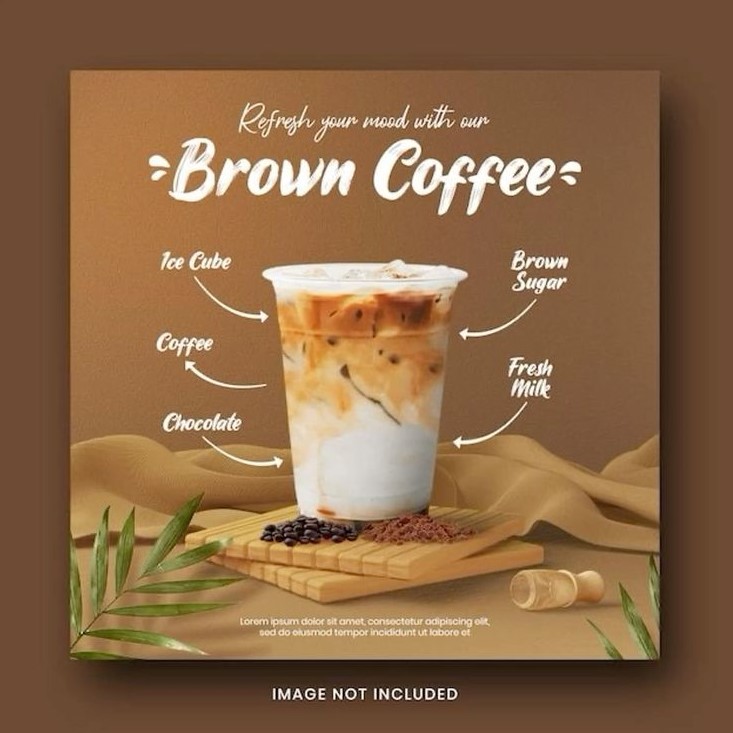 Refresh your mood with our
Brown Coffee
Ice Cube
Brown
Sugar
Coffee
Fresh
Milk
Chocolate
Lorem ipsum dolor sit amet, consectetur adipiscing elit,
sed do eiusmod tempor incididunt ut labore et
IMAGE NOT INCLUDED